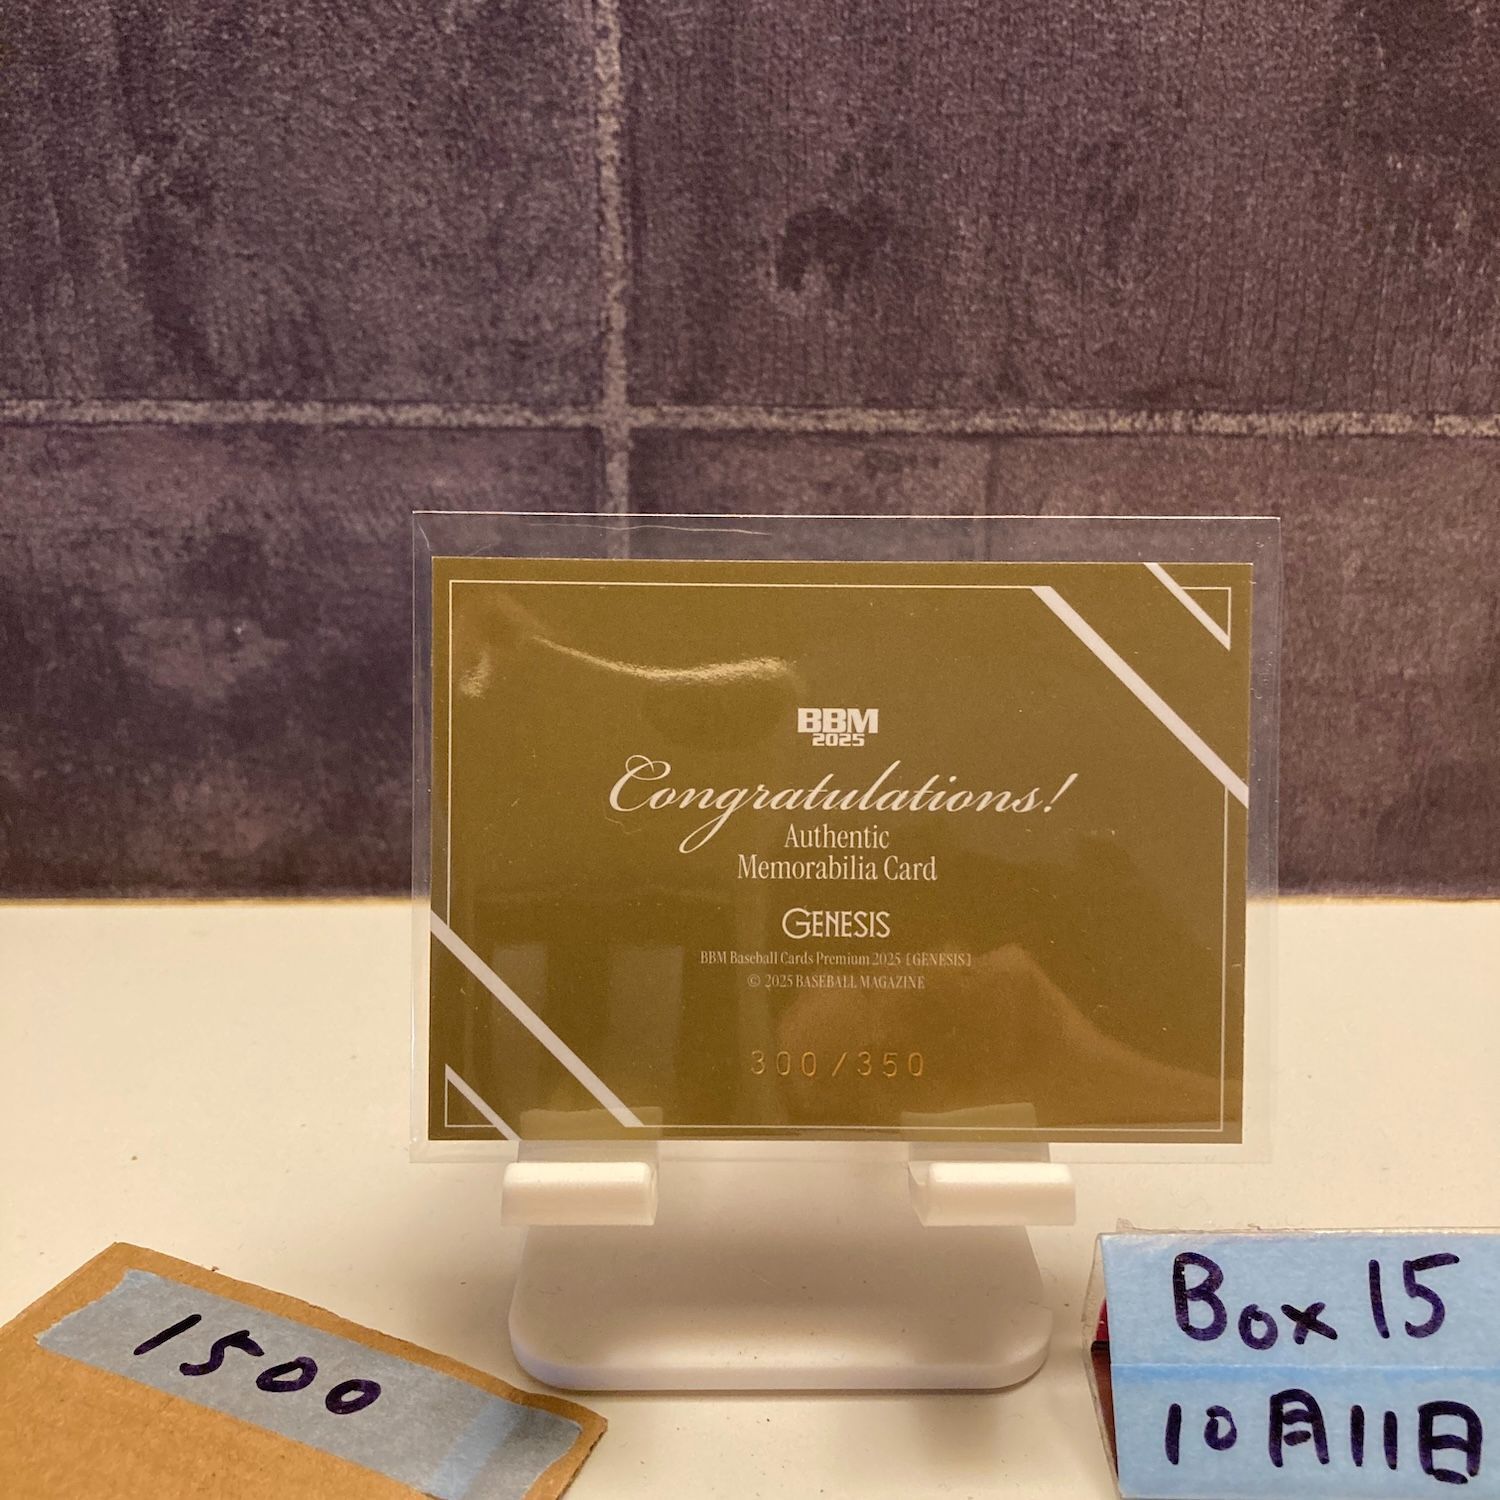 BBM
2025
Congratulations!
Authentic
Memorabilia Card
GENESIS
BBM Baseball Cards Premium 2025 [GENESIS]
© 2025 BASEBALL MAGAZINE
300/350
1500
Box 15
10月11日